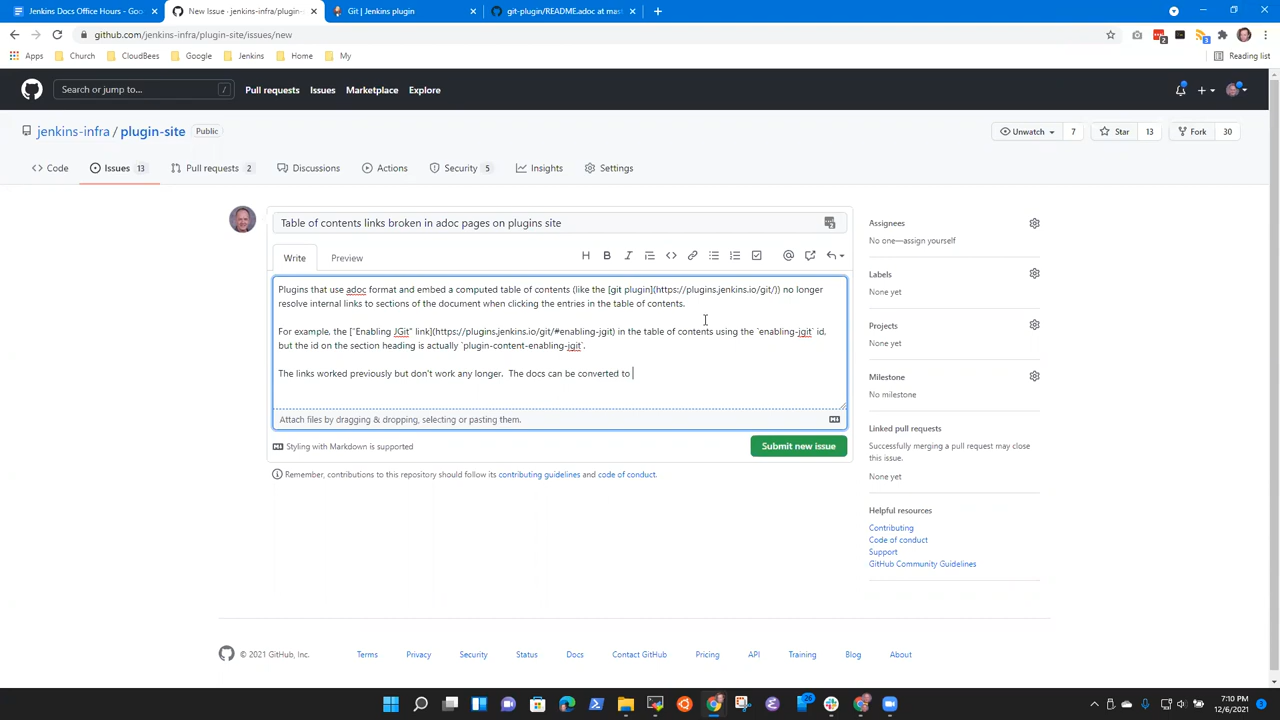 Jenkins Docs Office Hours - Goo
New Issue · jenkins-infra/plugin-s
Git | Jenkins plugin
git-plugin/README.adoc at mast
github.com/jenkins-infra/plugin-site/issues/new
Apps
Church
CloudBees
Google
Jenkins
Home
My
Reading list
Search or jump to...
/
Pull requests
Issues
Marketplace
Explore
jenkins-infra / plugin-site
Public
Unwatch
7
Star
13
Fork
30
Code
Issues
13
Pull requests
2
Discussions
Actions
Security
5
Insights
Settings
Table of contents links broken in adoc pages on plugins site
Write
Preview
Plugins that use adoc format and embed a computed table of contents (like the [git plugin](https://plugins.jenkins.io/git/)) no longer
resolve internal links to sections of the document when clicking the entries in the table of contents.
For example, the ["Enabling JGit" link](https://plugins.jenkins.io/git/#enabling-jgit) in the table of contents using the `enabling-jgit` id,
but the id on the section heading is actually `plugin-content-enabling-jgit`.
The links worked previously but don't work any longer.  The docs can be converted to
Attach files by dragging & dropping, selecting or pasting them.
Styling with Markdown is supported
Submit new issue
Remember, contributions to this repository should follow its contributing guidelines and code of conduct.
Assignees
No one—assign yourself
Labels
None yet
Projects
None yet
Milestone
No milestone
Linked pull requests
Successfully merging a pull request may close
this issue.
None yet
Helpful resources
Contributing
Code of conduct
Support
GitHub Community Guidelines
© 2021 GitHub, Inc.
Terms
Privacy
Security
Status
Docs
Contact GitHub
Pricing
API
Training
Blog
About
7:10 PM
12/6/2021